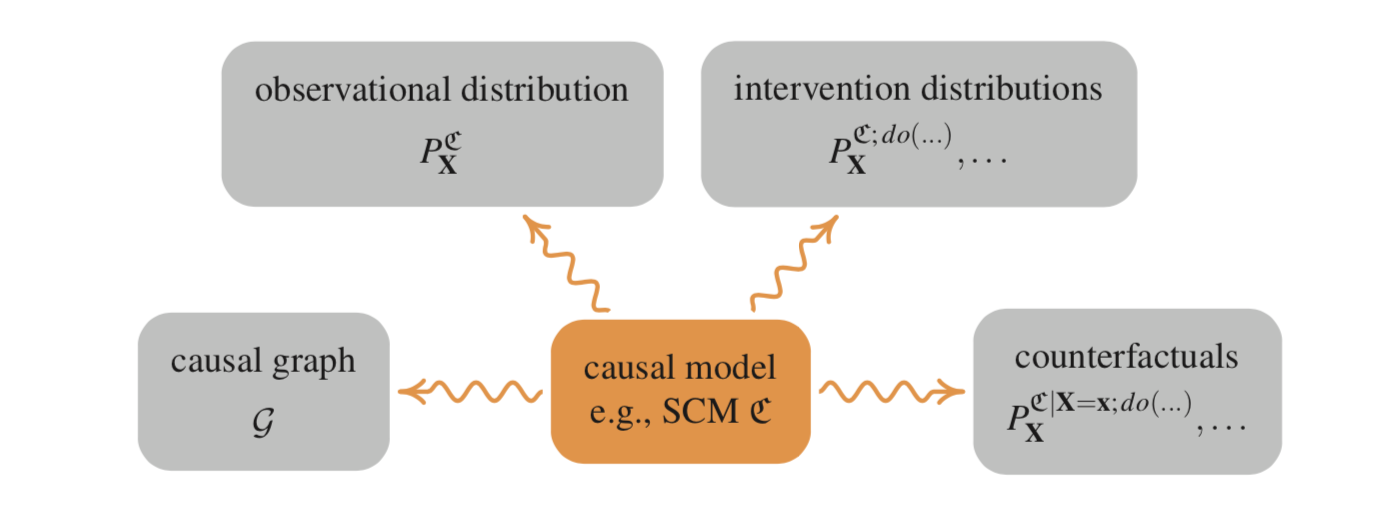 observational distribution
P_𝐗^ℭ
intervention distributions
P_𝐗^{ℭ;do(...)}, ...
causal graph
𝒢
causal model
e.g., SCM ℭ
counterfactuals
P_𝐗^{ℭ|𝐗=𝐱;do(...)}, ...